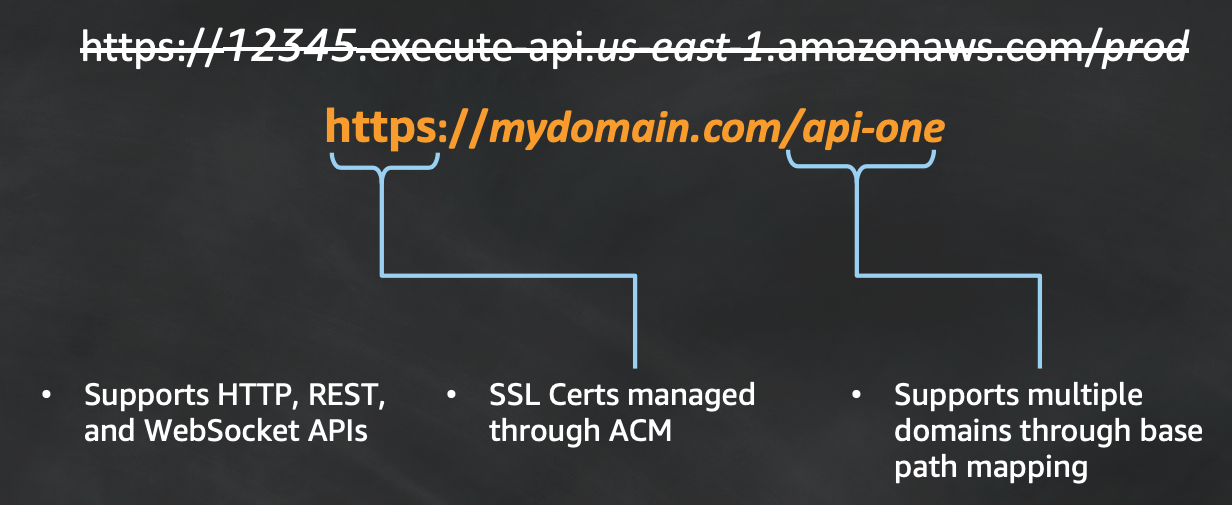 https://12345.execute-api.us-east-1.amazonaws.com/prod
https://mydomain.com/api-one
• Supports HTTP, REST,
and WebSocket APIs
• SSL Certs managed
through ACM
• Supports multiple
domains through base
path mapping